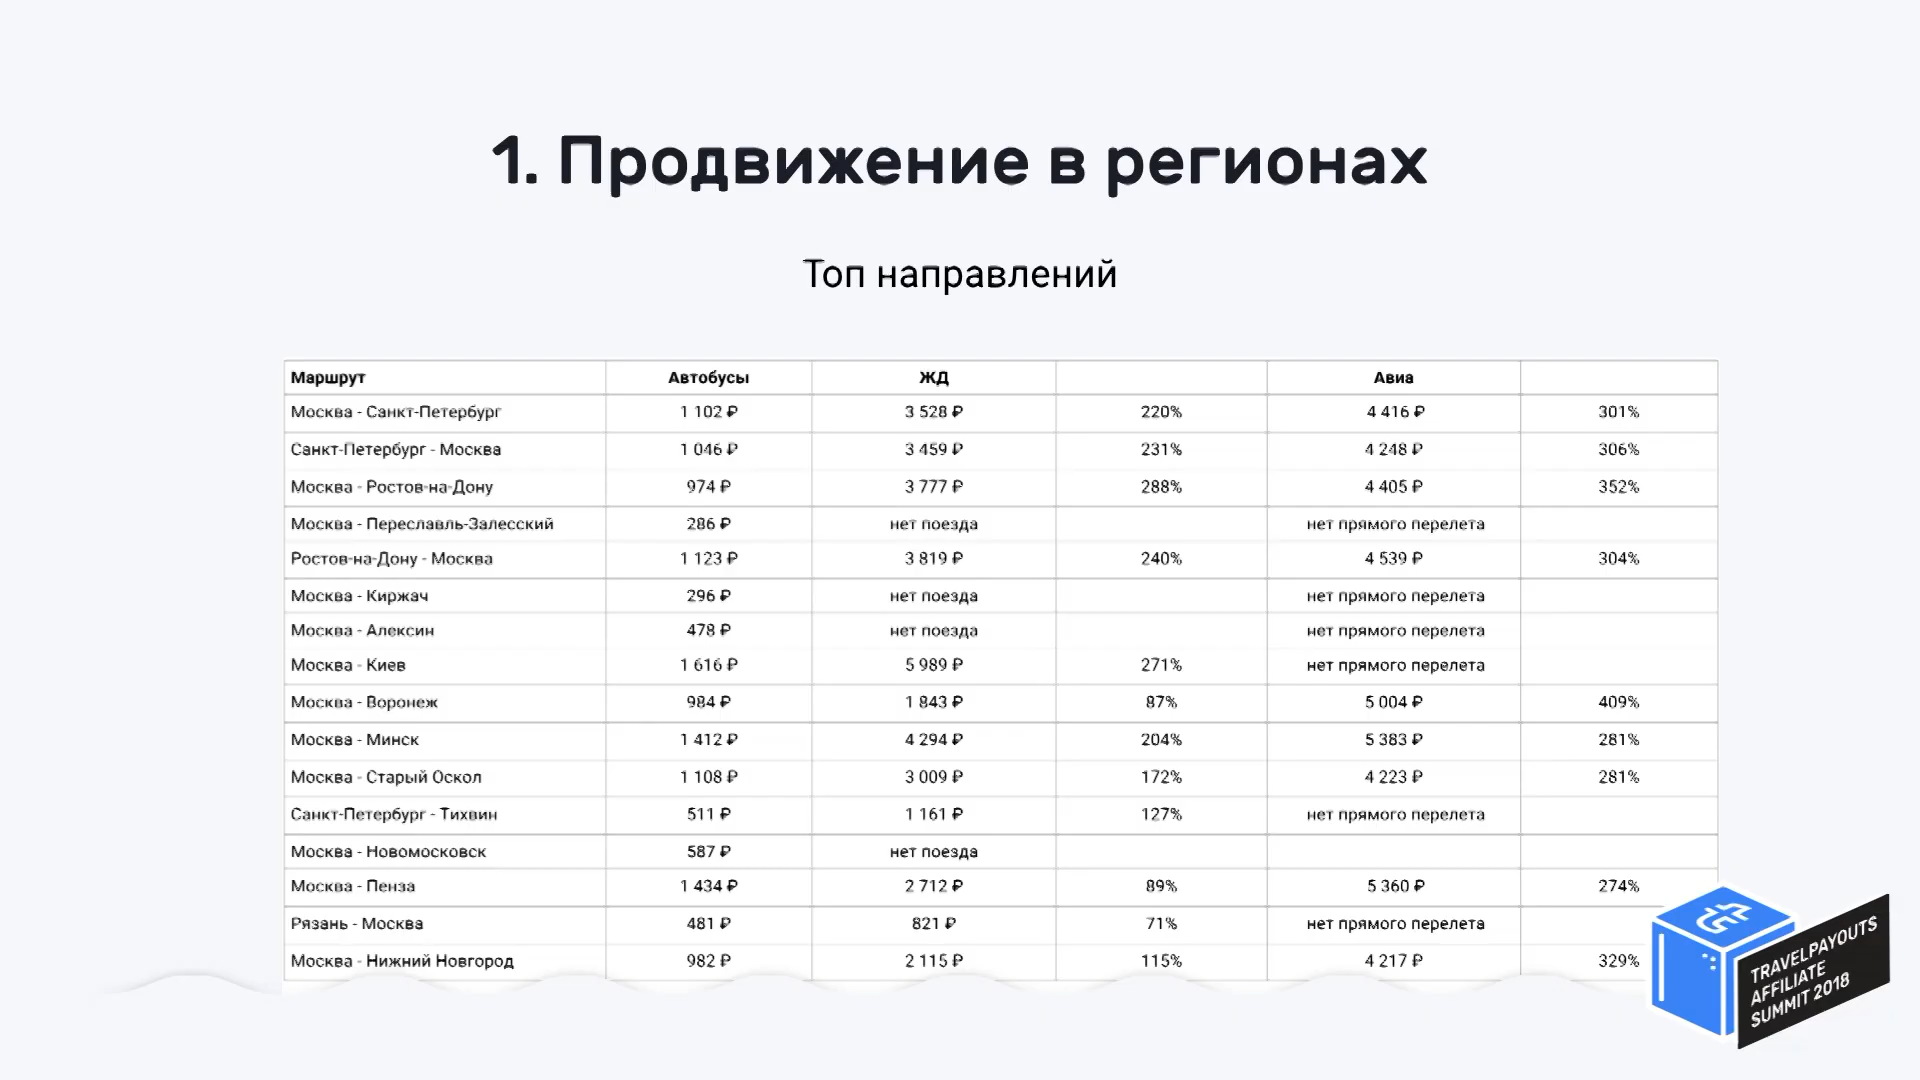 1. Продвижение в регионах
Топ направлений
Маршрут Автобусы ЖД Авиа
Москва - Санкт-Петербург 1 102 ₽ 3 528 ₽ 220% 4 416 ₽ 301%
Санкт-Петербург - Москва 1 046 ₽ 3 459 ₽ 231% 4 248 ₽ 306%
Москва - Ростов-на-Дону 974 ₽ 3 777 ₽ 288% 4 405 ₽ 352%
Москва - Переславль-Залесский 286 ₽ нет поезда нет прямого перелета
Ростов-на-Дону - Москва 1 123 ₽ 3 819 ₽ 240% 4 539 ₽ 304%
Москва - Киржач 296 ₽ нет поезда нет прямого перелета
Москва - Алексин 478 ₽ нет поезда нет прямого перелета
Москва - Киев 1 616 ₽ 5 989 ₽ 271% нет прямого перелета
Москва - Воронеж 984 ₽ 1 843 ₽ 87% 5 004 ₽ 409%
Москва - Минск 1 412 ₽ 4 294 ₽ 204% 5 383 ₽ 281%
Москва - Старый Оскол 1 108 ₽ 3 009 ₽ 172% 4 223 ₽ 281%
Санкт-Петербург - Тихвин 511 ₽ 1 161 ₽ 127% нет прямого перелета
Москва - Новомосковск 587 ₽ нет поезда
Москва - Пенза 1 434 ₽ 2 712 ₽ 89% 5 360 ₽ 274%
Рязань - Москва 481 ₽ 821 ₽ 71% нет прямого перелета
Москва - Нижний Новгород 982 ₽ 2 115 ₽ 115% 4 217 ₽ 329%
TRAVELPAYOUTS
AFFILIATE
SUMMIT 2018